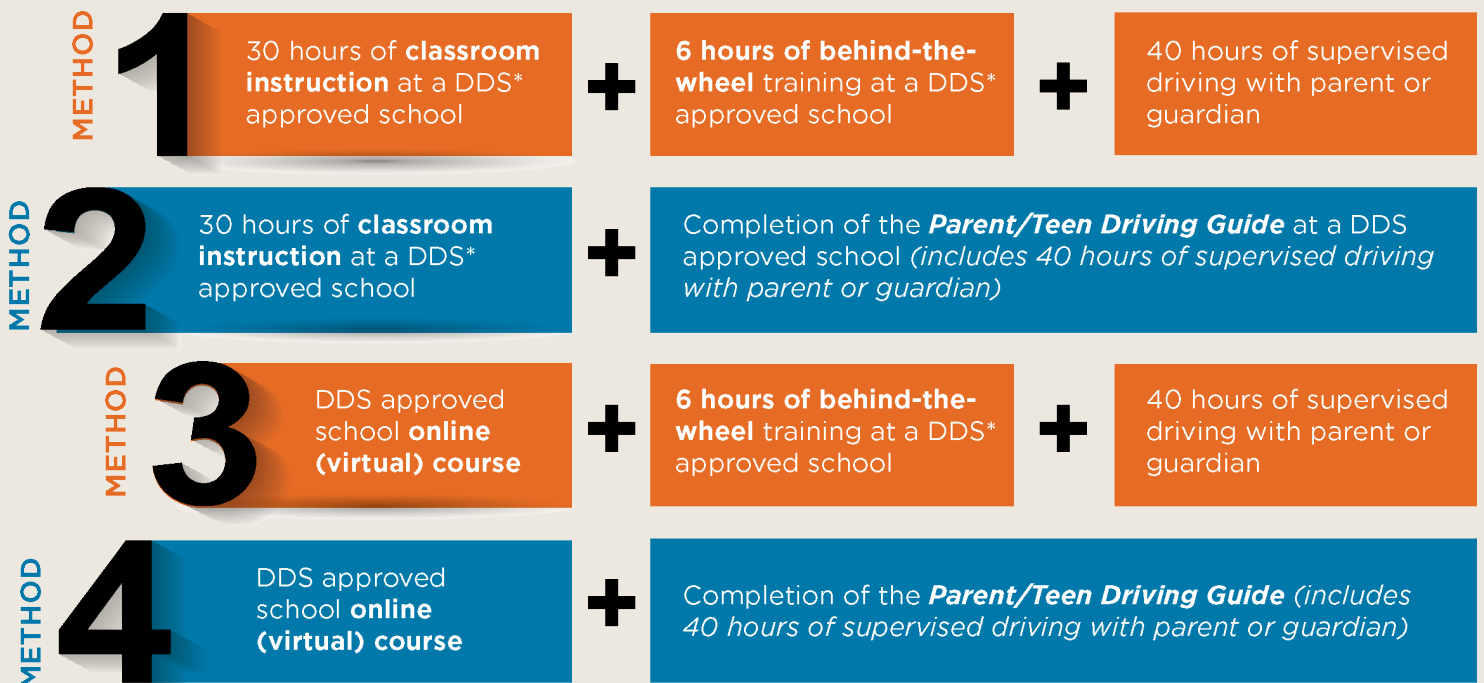 METHOD
1
30 hours of classroom
instruction at a DDS*
approved school
+
6 hours of behind-the-
wheel training at a DDS*
approved school
+
40 hours of supervised
driving with parent or
guardian
METHOD
2
30 hours of classroom
instruction at a DDS*
approved school
+
Completion of the Parent/Teen Driving Guide at a DDS
approved school (includes 40 hours of supervised driving
with parent or guardian)
METHOD
3
DDS approved
school online
(virtual) course
+
6 hours of behind-the-
wheel training at a DDS*
approved school
+
40 hours of supervised
driving with parent or
guardian
METHOD
4
DDS approved
school online
(virtual) course
+
Completion of the Parent/Teen Driving Guide (includes
40 hours of supervised driving with parent or guardian)